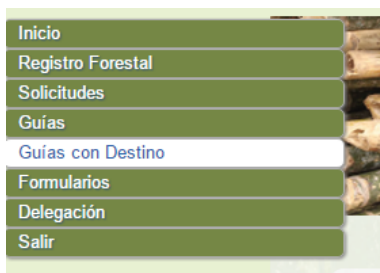 Inicio
Registro Forestal
Solicitudes
Guías
Guías con Destino
Formularios
Delegación
Salir